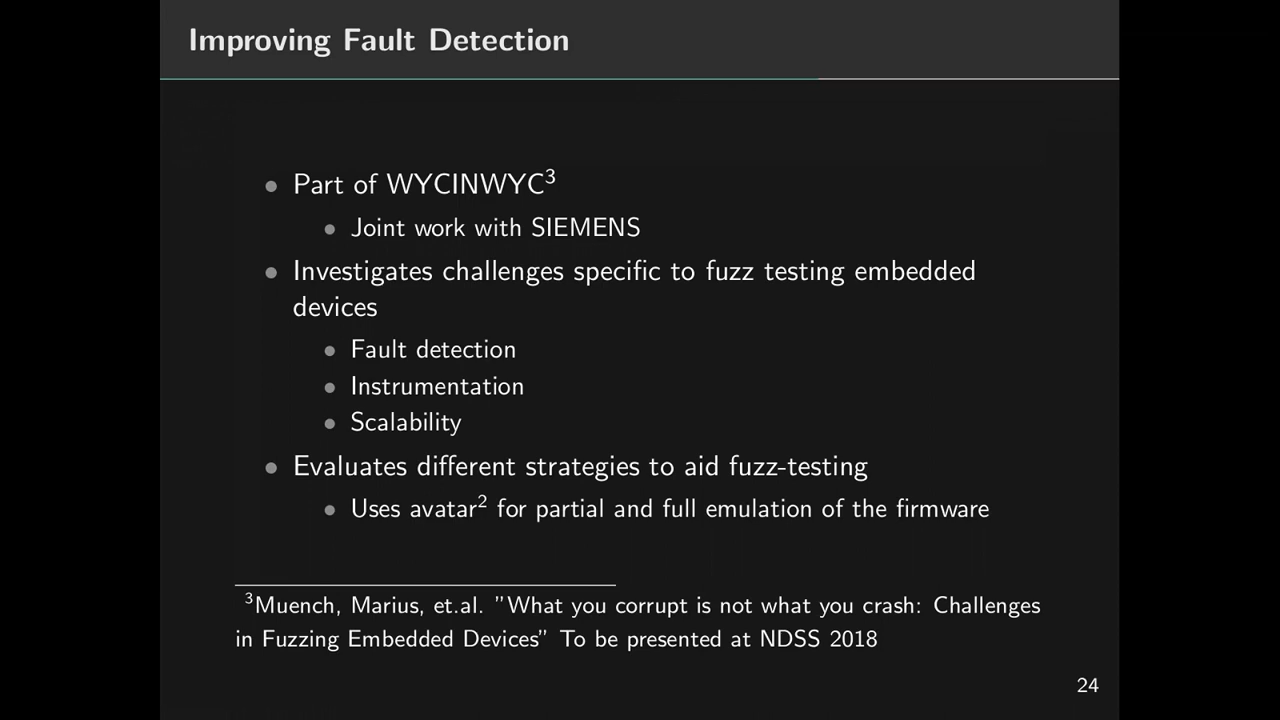 Improving Fault Detection
• Part of WYCINWYC³
• Joint work with SIEMENS
• Investigates challenges specific to fuzz testing embedded
devices
• Fault detection
• Instrumentation
• Scalability
• Evaluates different strategies to aid fuzz-testing
• Uses avatar² for partial and full emulation of the firmware
³Muench, Marius, et.al. ”What you corrupt is not what you crash: Challenges
in Fuzzing Embedded Devices” To be presented at NDSS 2018
24